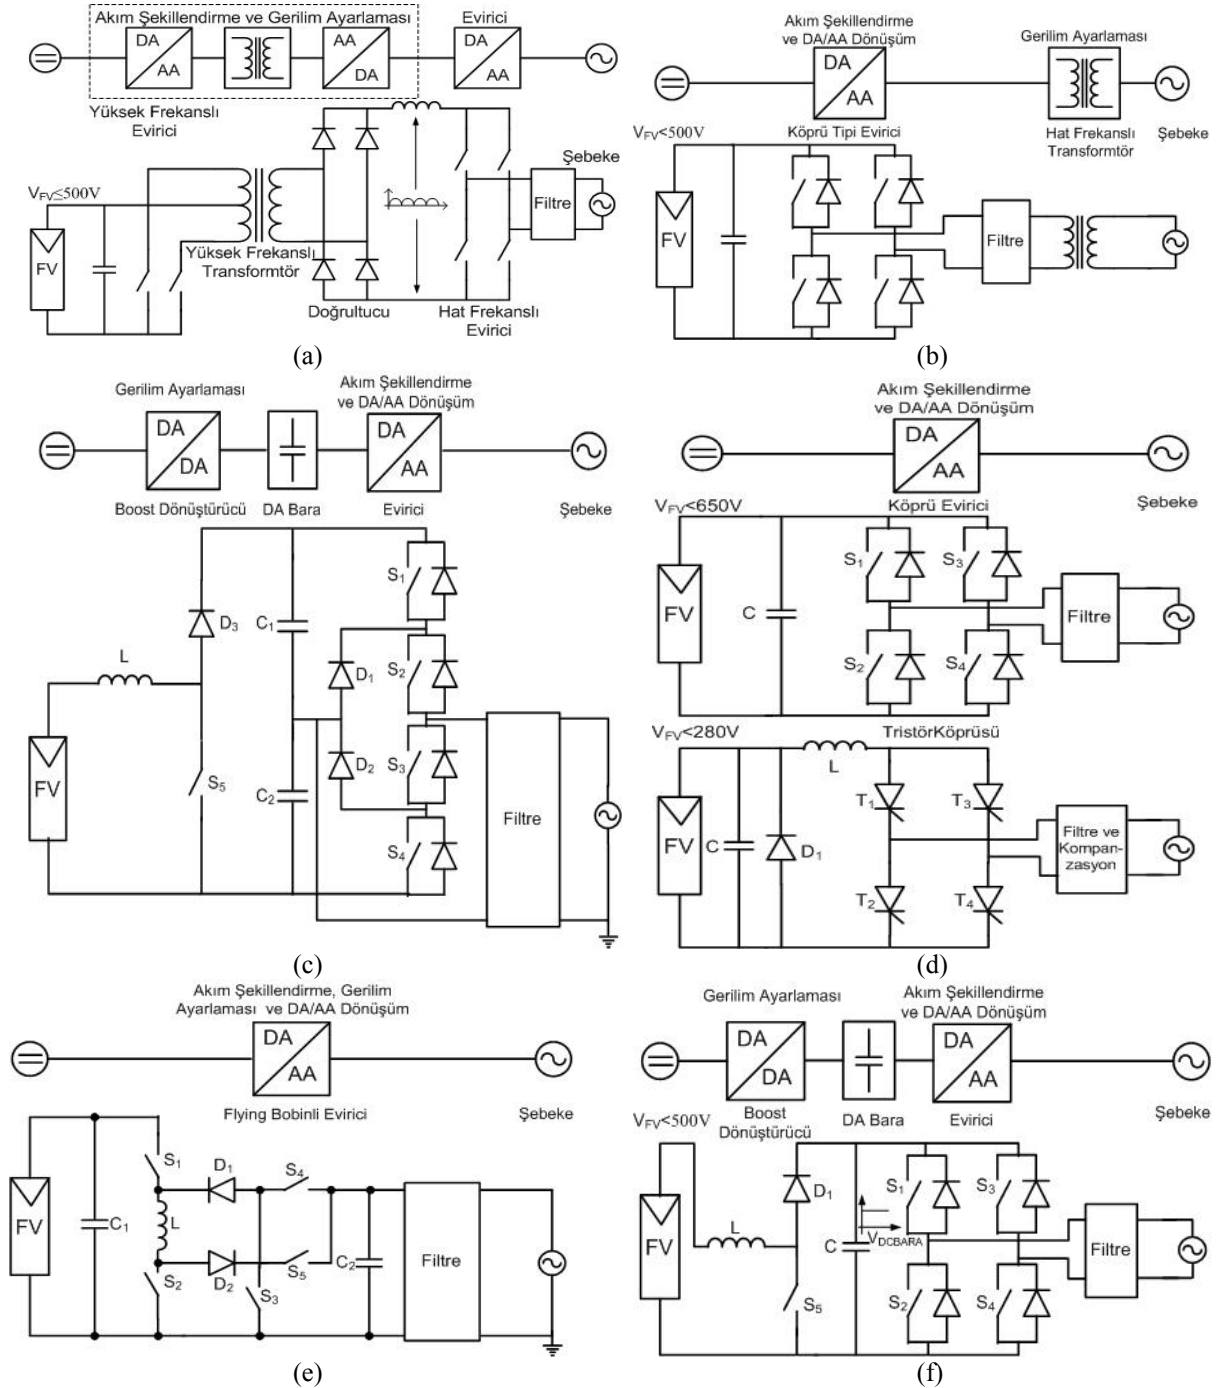 Akım Şekillendirme ve Gerilim Ayarlaması
Evirici
DA
AA
AA
DA
DA
AA
Yüksek Frekanslı
Evirici
Şebeke
V_FV≤500V
FV
Filtre
Yüksek Frekanslı
Transformtör
Doğrultucu
Hat Frekanslı
Evirici
(a)
Akım Şekillendirme
ve DA/AA Dönüşüm
Gerilim Ayarlaması
DA
AA
V_FV<500V
Köprü Tipi Evirici
Hat Frekanslı
Transformtör
Şebeke
FV
Filtre
(b)
Gerilim Ayarlaması
Akım Şekillendirme
ve DA/AA Dönüşüm
DA
DA
DA
AA
Boost Dönüştürücü
DA Bara
Evirici
Şebeke
S1
D3
C1
L
D1
S2
FV
S5
D2
S3
C2
Filtre
S4
(c)
Akım Şekillendirme
ve DA/AA Dönüşüm
DA
AA
Şebeke
V_FV<650V
Köprü Evirici
S1
S3
FV
C
Filtre
S2
S4
V_FV<280V
TristörKöprüsü
L
T1
T3
FV
C
D1
Filtre ve
Kompan-
zasyon
T2
T4
(d)
Akım Şekillendirme, Gerilim
Ayarlaması ve DA/AA Dönüşüm
DA
AA
Flying Bobinli Evirici
Şebeke
S1
D1
S4
FV
C1
L
D2
S5
C2
Filtre
S2
S3
(e)
Gerilim Ayarlaması
Akım Şekillendirme
ve DA/AA Dönüşüm
DA
DA
DA
AA
V_FV<500V
Boost
Dönüştürücü
DA Bara
Evirici
Şebeke
D1
S1
S3
FV
L
C
V_DCBARA
Filtre
S5
S2
S4
(f)